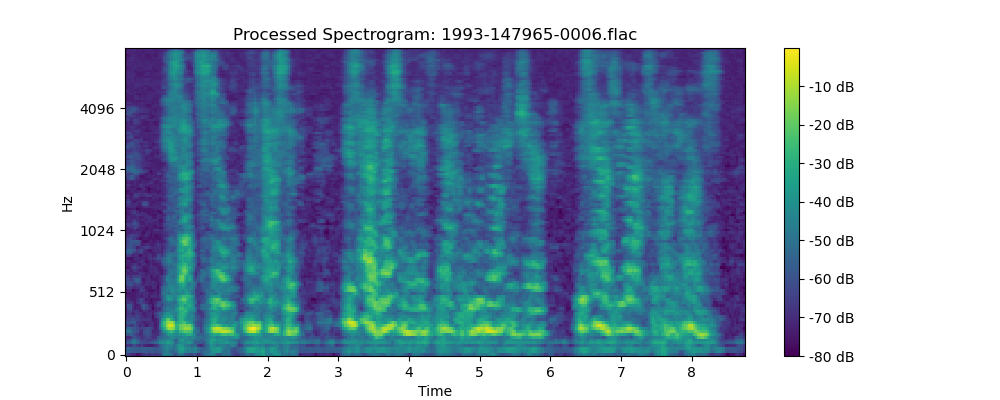 Processed Spectrogram: 1993-147965-0006.flac
Hz
4096
2048
1024
512
0
0 1 2 3 4 5 6 7 8
Time
-10 dB
-20 dB
-30 dB
-40 dB
-50 dB
-60 dB
-70 dB
-80 dB